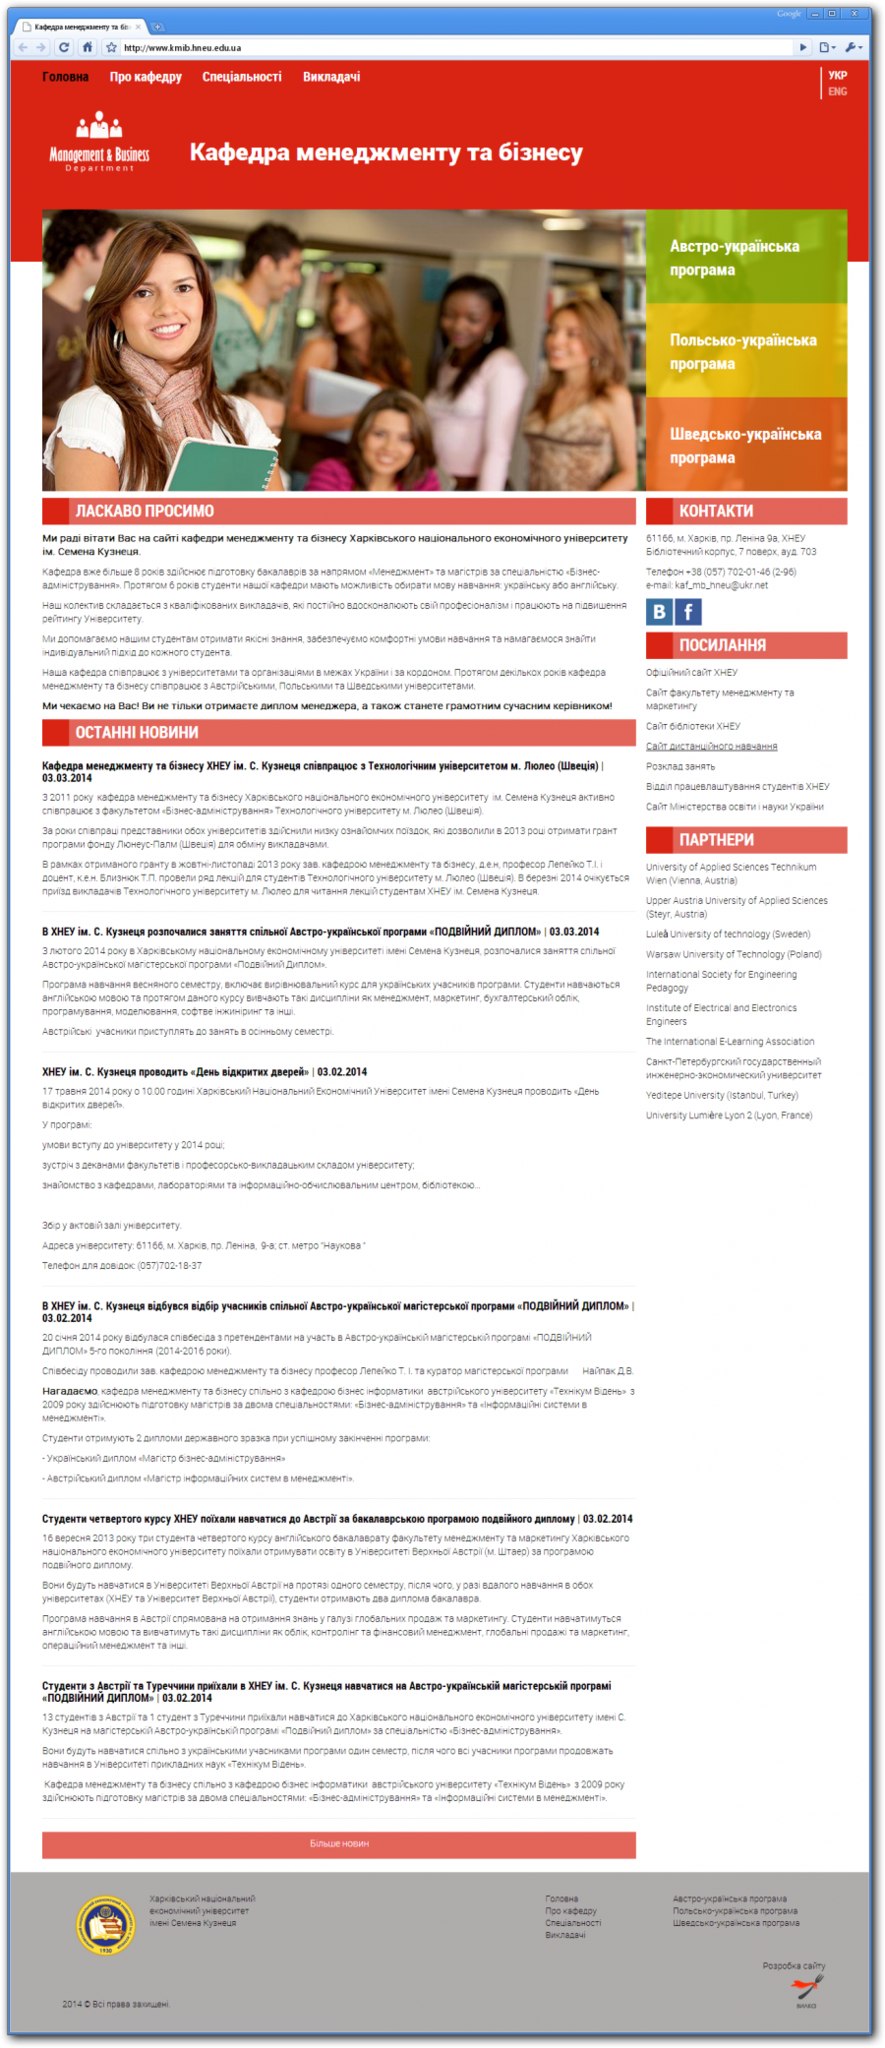 Google
Кафедра менеджменту та біз
http://www.kmib.hneu.edu.ua
Головна Про кафедру Спеціальності Викладачі
УКР
ENG
Management & Business
Department
Кафедра менеджменту та бізнесу
Австро-українська
програма
Польсько-українська
програма
Шведсько-українська
програма
ЛАСКАВО ПРОСИМО
Ми раді вітати Вас на сайті кафедри менеджменту та бізнесу Харківського національного економічного університету
ім. Семена Кузнеця.
Кафедра вже більше 8 років здійснює підготовку бакалаврів за напрямом «Менеджмент» та магістрів за спеціальністю «Бізнес-
адміністрування». Протягом 6 років студенти нашої кафедри мають можливість обирати мову навчання: українську або англійську.
Наш колектив складається з кваліфікованих викладачів, які постійно вдосконалюють свій професіоналізм і працюють на підвищення
рейтингу Університету.
Ми допомагаємо нашим студентам отримати якісні знання, забезпечуємо комфортні умови навчання та намагаємося знайти
індивідуальний підхід до кожного студента.
Наша кафедра співпрацює з університетами та організаціями в межах України і за кордоном. Протягом декількох років кафедра
менеджменту та бізнесу співпрацює з Австрійськими, Польськими та Шведськими університетами.
Ми чекаємо на Вас! Ви не тільки отримаєте диплом менеджера, а також станете грамотним сучасним керівником!
ОСТАННІ НОВИНИ
Кафедра менеджменту та бізнесу ХНЕУ ім. С. Кузнеця співпрацює з Технологічним університетом м. Люлео (Швеція) |
03.03.2014
З 2011 року кафедра менеджменту та бізнесу Харківського національного економічного університету ім. Семена Кузнеця активно
співпрацює з факультетом «Бізнес-адміністрування» Технологічного університету м. Люлео (Швеція).
За роки співпраці представники обох університетів здійснили низку ознайомчих поїздок, які дозволили в 2013 році отримати грант
програми фонду Люнеус-Палм (Швеція) для обміну викладачами.
В рамках отриманого гранту в жовтні-листопаді 2013 року зав. кафедрою менеджменту та бізнесу, д.е.н, професор Лепейко Т.І. і
доцент, к.е.н. Близнюк Т.П. провели ряд лекцій для студентів Технологічного університету м. Люлео (Швеція). В березні 2014 очікується
приїзд викладачів Технологічного університету м. Люлео для читання лекцій студентам ХНЕУ ім. Семена Кузнеця.
В ХНЕУ ім. С. Кузнеця розпочалися заняття спільної Австро-української програми «ПОДВІЙНИЙ ДИПЛОМ» | 03.03.2014
З лютого 2014 року в Харківському національному економічному університеті імені Семена Кузнеця, розпочалися заняття спільної
Австро-української магістерської програми «Подвійний Диплом».
Програма навчання весняного семестру, включає вирівнювальний курс для українських учасників програми. Студенти навчаються
англійською мовою та протягом даного курсу вивчають такі дисципліни як менеджмент, маркетинг, бухгалтерський облік,
програмування, моделювання, софтве інжиніринг та інші.
Австрійські учасники приступлять до занять в осінньому семестрі.
ХНЕУ ім. С. Кузнеця проводить «День відкритих дверей» | 03.02.2014
17 травня 2014 року о 10.00 годині Харківський Національний Економічний Університет імені Семена Кузнеця проводить «День
відкритих дверей».
У програмі:
умови вступу до університету у 2014 році;
зустріч з деканами факультетів і професорсько-викладацьким складом університету;
знайомство з кафедрами, лабораторіями та інформаційно-обчислювальним центром, бібліотекою...
Збір у актовій залі університету.
Адреса університету: 61166, м. Харків, пр. Леніна, 9-а; ст. метро "Наукова "
Телефон для довідок: (057)702-18-37
В ХНЕУ ім. С. Кузнеця відбувся відбір учасників спільної Австро-української магістерської програми «ПОДВІЙНИЙ ДИПЛОМ» |
03.02.2014
20 січня 2014 року відбулася співбесіда з претендентами на участь в Австро-українській магістерській програмі «ПОДВІЙНИЙ
ДИПЛОМ» 5-го покоління (2014-2016 роки).
Співбесіду проводили зав. кафедрою менеджменту та бізнесу професор Лепейко Т. І. та куратор магістерської програми Найпак Д.В.
Нагадаємо, кафедра менеджменту та бізнесу спільно з кафедрою бізнес інформатики австрійського університету «Технікум Відень» з
2009 року здійснюють підготовку магістрів за двома спеціальностями: «Бізнес-адміністрування» та «Інформаційні системи в
менеджменті».
Студенти отримують 2 дипломи державного зразка при успішному закінченні програми:
- Український диплом «Магістр бізнес-адміністрування»
- Австрійський диплом «Магістр інформаційних систем в менеджменті».
Студенти четвертого курсу ХНЕУ поїхали навчатися до Австрії за бакалаврською програмою подвійного диплому | 03.02.2014
16 вересня 2013 року три студента четвертого курсу англійського бакалаврату факультету менеджменту та маркетингу Харківського
національного економічного університету поїхали отримувати освіту в Університеті Верхньої Австрії (м. Штаєр) за програмою
подвійного диплому.
Вони будуть навчатися в Університеті Верхньої Австрії на протязі одного семестру, після чого, у разі вдалого навчання в обох
університетах (ХНЕУ та Університет Верхньої Австрії), студенти отримають два диплома бакалавра.
Програма навчання в Австрії спрямована на отримання знань у галузі глобальних продаж та маркетингу. Студенти навчатимуться
англійською мовою та вивчатимуть такі дисципліни як облік, контролінг та фінансовий менеджмент, глобальні продажі та маркетинг,
операційний менеджмент та інші.
Студенти з Австрії та Туреччини приїхали в ХНЕУ ім. С. Кузнеця навчатися на Австро-українській магістерській програмі
«ПОДВІЙНИЙ ДИПЛОМ» | 03.02.2014
13 студентів з Австрії та 1 студент з Туреччини приїхали навчатися до Харківського національного економічного університету імені С.
Кузнеця на магістерській Австро-українській програмі «Подвійний диплом» за спеціальністю «Бізнес-адміністрування».
Вони будуть навчатися спільно з українськими учасниками програми один семестр, після чого всі учасники програми продовжать
навчання в Університеті прикладних наук «Технікум Відень».
Кафедра менеджменту та бізнесу спільно з кафедрою бізнес інформатики австрійського університету «Технікум Відень» з 2009 року
здійснюють підготовку магістрів за двома спеціальностями: «Бізнес-адміністрування» та «Інформаційні системи в менеджменті».
Більше новин
КОНТАКТИ
61166, м. Харків, пр. Леніна 9а, ХНЕУ
Бібліотечний корпус, 7 поверх, ауд. 703
Телефон +38 (057) 702-01-46 (2-96)
e-mail: kaf_mb_hneu@ukr.net
В f
ПОСИЛАННЯ
Офіційний сайт ХНЕУ
Сайт факультету менеджменту та
маркетингу
Сайт бібліотеки ХНЕУ
Сайт дистанційного навчання
Розклад занять
Відділ працевлаштування студентів ХНЕУ
Сайт Міністерства освіти і науки України
ПАРТНЕРИ
University of Applied Sciences Technikum
Wien (Vienna, Austria)
Upper Austria University of Applied Sciences
(Steyr, Austria)
Luleå University of technology (Sweden)
Warsaw University of Technology (Poland)
International Society for Engineering
Pedagogy
Institute of Electrical and Electronics
Engineers
The International E-Learning Association
Санкт-Петербургский государственный
инженерно-экономический университет
Yeditepe University (Istanbul, Turkey)
University Lumière Lyon 2 (Lyon, France)
1930
Харківський національний
економічний університет
імені Семена Кузнеця
Головна
Про кафедру
Спеціальності
Викладачі
Австро-українська програма
Польсько-українська програма
Шведсько-українська програма
Розробка сайту
ВИЛКО
2014 © Всі права захищені.